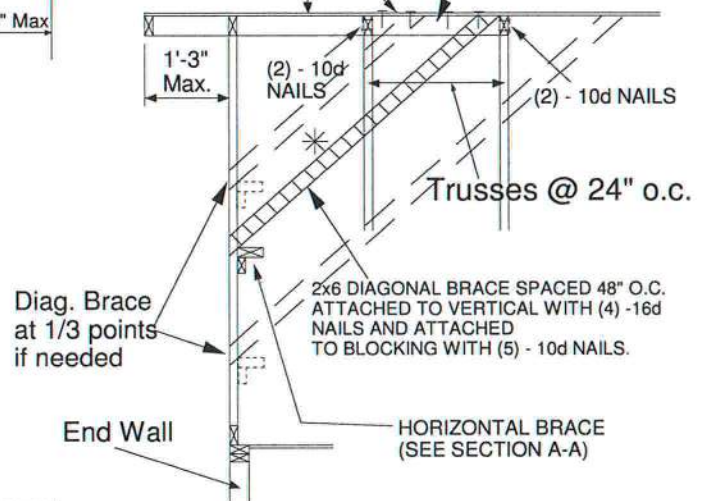 " Max
1'-3"
Max.
(2) - 10d
NAILS
(2) - 10d NAILS
Trusses @ 24" o.c.
2x6 DIAGONAL BRACE SPACED 48" O.C.
ATTACHED TO VERTICAL WITH (4) -16d
NAILS AND ATTACHED
TO BLOCKING WITH (5) - 10d NAILS.
Diag. Brace
at 1/3 points
if needed
HORIZONTAL BRACE
(SEE SECTION A-A)
End Wall